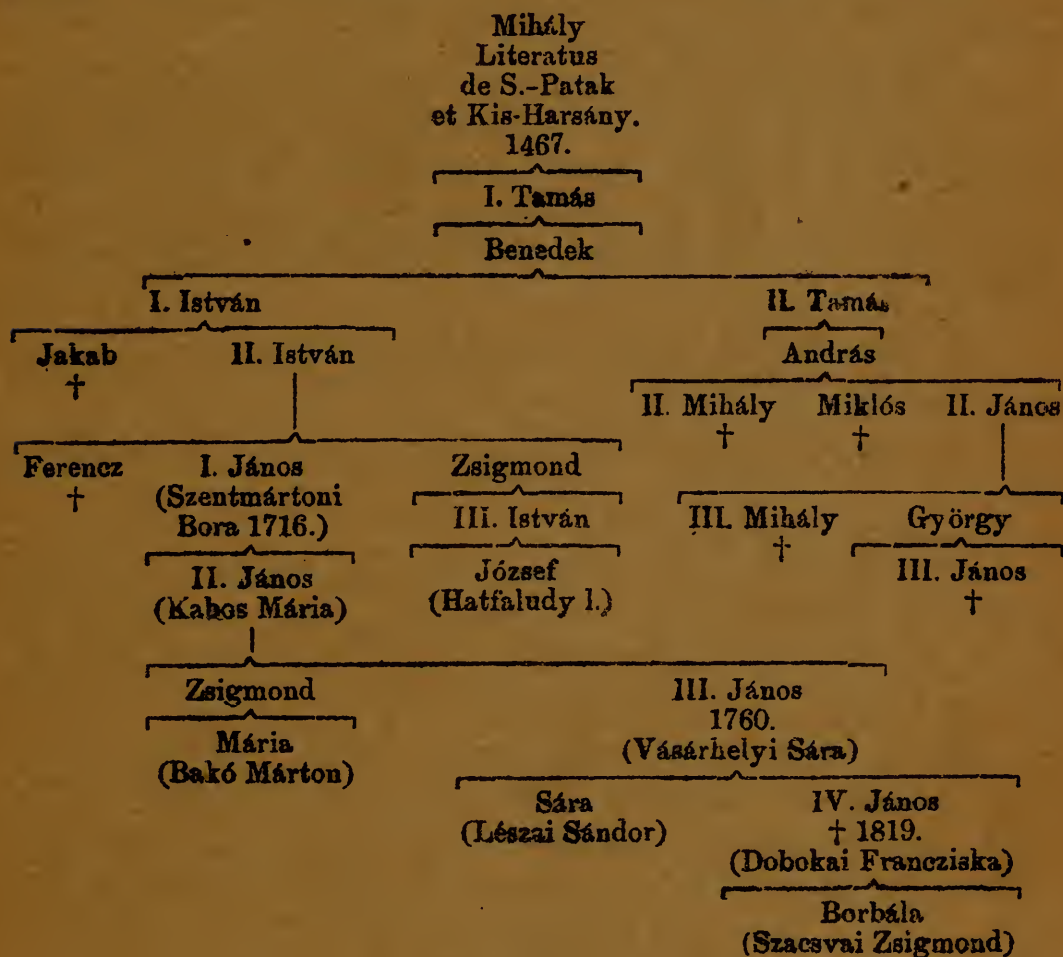 Mihály
Literatus
de S.-Patak
et Kis-Harsány.
1467.
I. Tamás
Benedek
I. István II. Tamás
Jakab II. István András
† II. Mihály Miklós II. János
† †
Ferencz I. János Zsigmond
† (Szentmártoni III. István III. Mihály György
Bora 1716.) †
II. János József III. János
(Kabos Mária) (Hatfaludy l.) †
Zsigmond III. János
1760.
Mária (Vásárhelyi Sára)
(Bakó Márton)
Sára IV. János
(Lészai Sándor) † 1819.
(Dobokai Francziska)
Borbála
(Szacsvai Zsigmond)